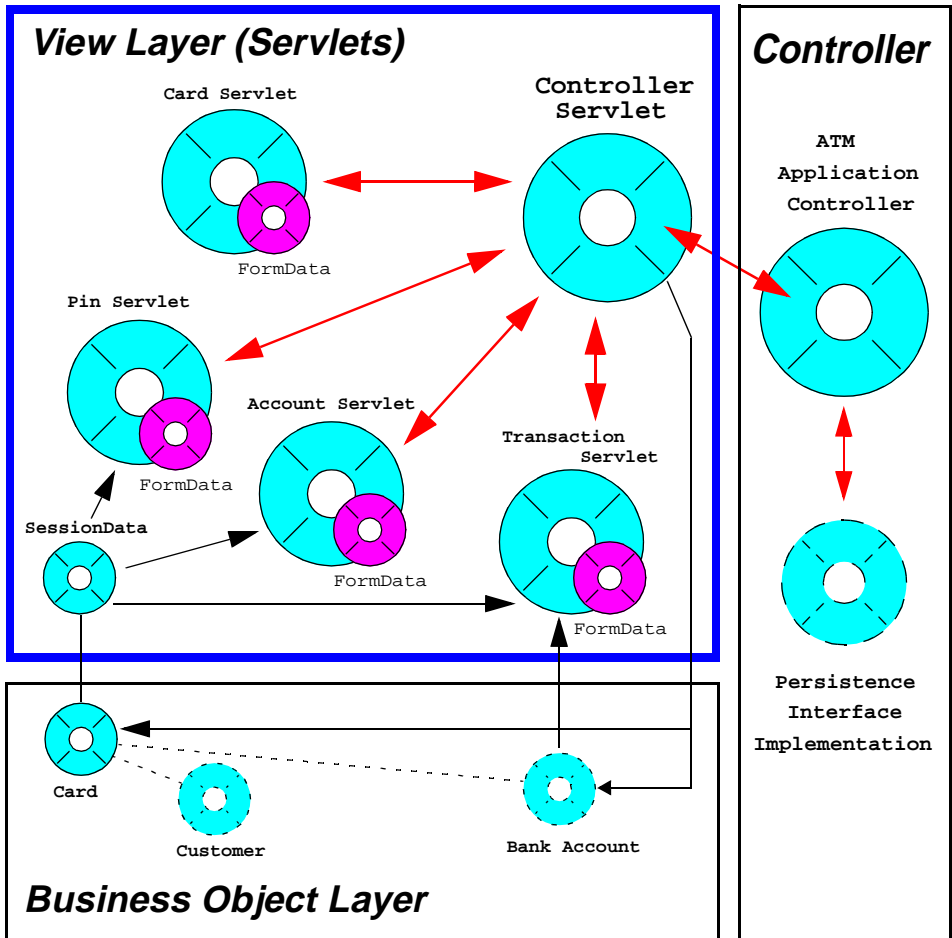 View Layer (Servlets)
Controller
Card Servlet
Controller
Servlet
FormData
ATM
Application
Controller
Pin Servlet
FormData
Account Servlet
FormData
Transaction
Servlet
FormData
SessionData
Persistence
Interface
Implementation
Card
Customer
Bank Account
Business Object Layer